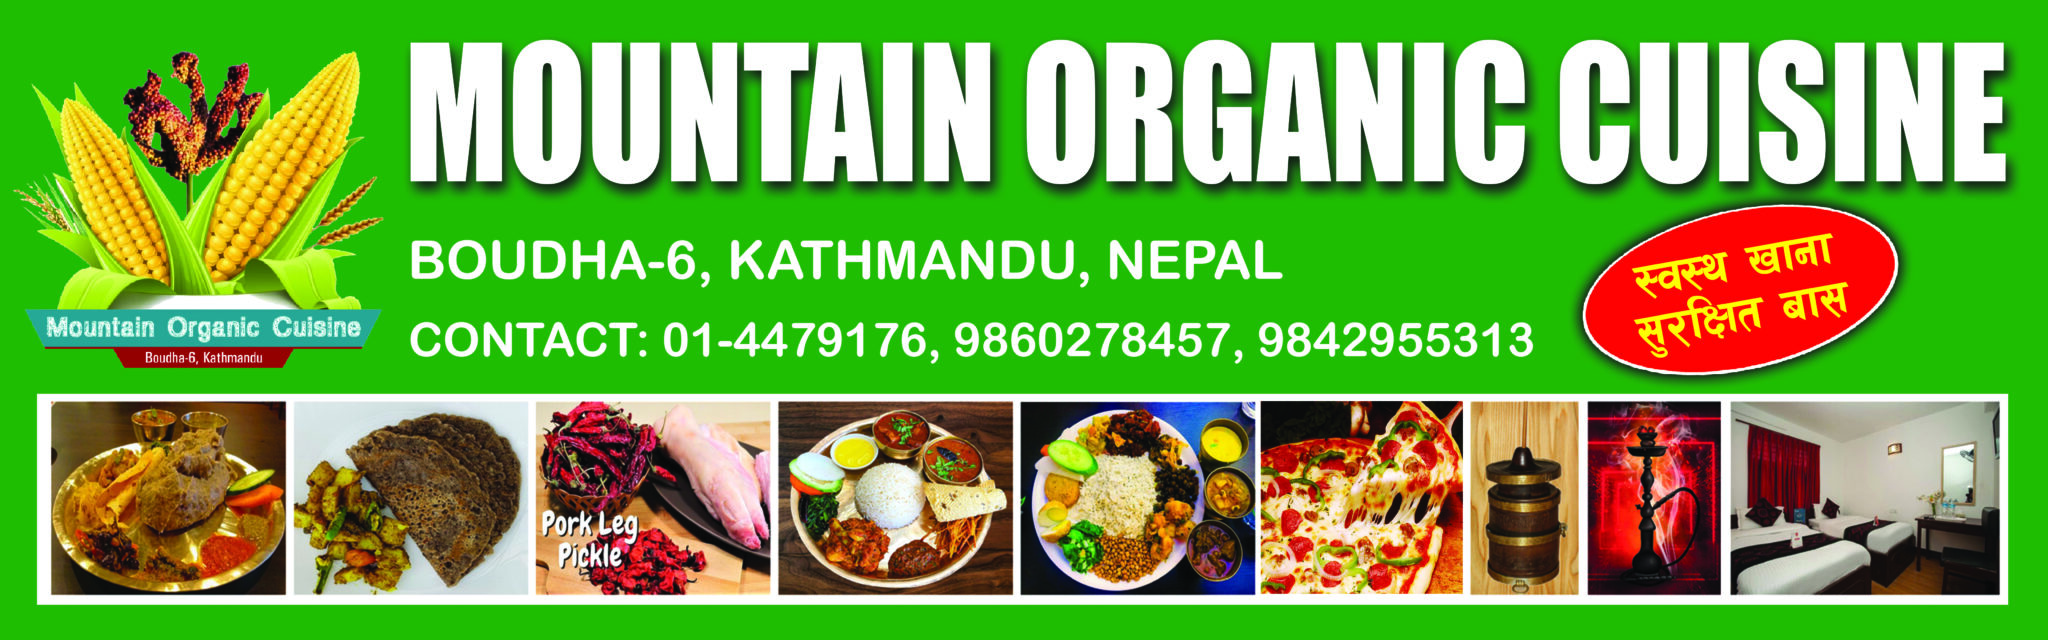 MOUNTAIN ORGANIC CUISINE
BOUDHA-6, KATHMANDU, NEPAL
CONTACT: 01-4479176, 9860278457, 9842955313
स्वस्थ खाना
सुरक्षित बास
Mountain Organic Cuisine
Boudha-6, Kathmandu
Pork Leg
Pickle